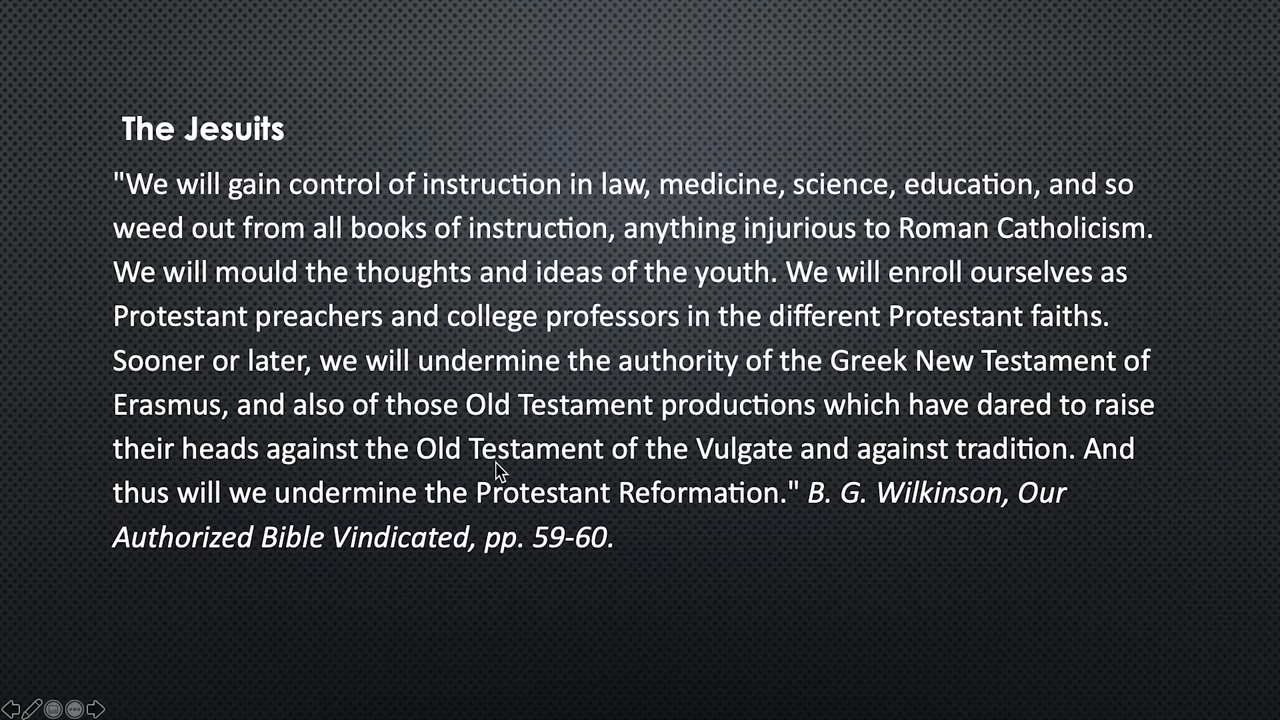 The Jesuits
"We will gain control of instruction in law, medicine, science, education, and so
weed out from all books of instruction, anything injurious to Roman Catholicism.
We will mould the thoughts and ideas of the youth. We will enroll ourselves as
Protestant preachers and college professors in the different Protestant faiths.
Sooner or later, we will undermine the authority of the Greek New Testament of
Erasmus, and also of those Old Testament productions which have dared to raise
their heads against the Old Testament of the Vulgate and against tradition. And
thus will we undermine the Protestant Reformation." B. G. Wilkinson, Our
Authorized Bible Vindicated, pp. 59-60.